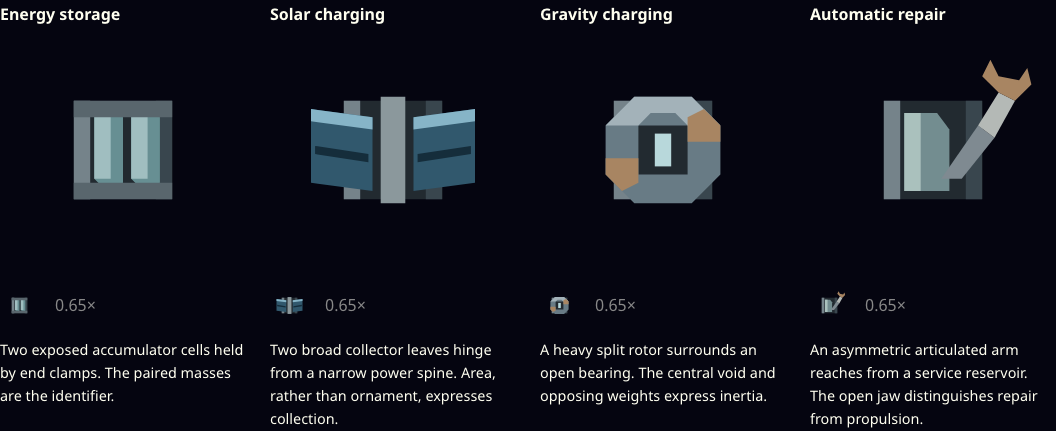 Energy storage
Solar charging
Gravity charging
Automatic repair
0.65×
0.65×
0.65×
0.65×
Two exposed accumulator cells held
by end clamps. The paired masses
are the identifier.
Two broad collector leaves hinge
from a narrow power spine. Area,
rather than ornament, expresses
collection.
A heavy split rotor surrounds an
open bearing. The central void and
opposing weights express inertia.
An asymmetric articulated arm
reaches from a service reservoir.
The open jaw distinguishes repair
from propulsion.